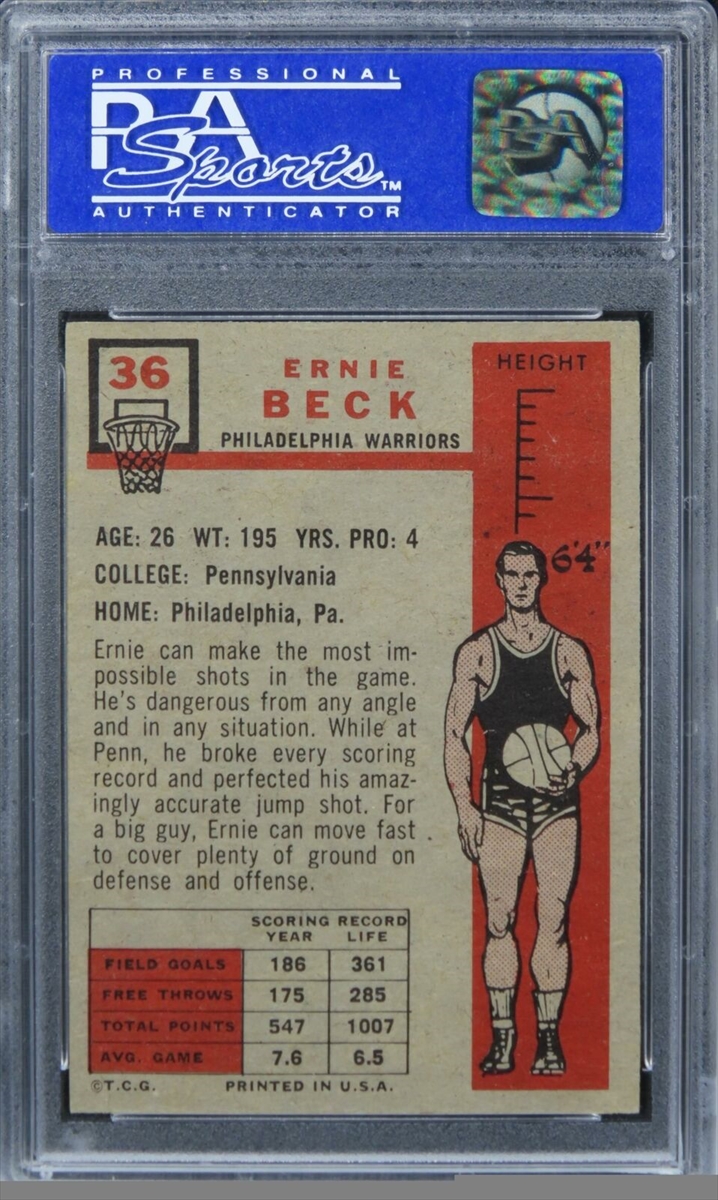 PROFESSIONAL
PSA
Sports™
AUTHENTICATOR
PSA
36
ERNIE
BECK
PHILADELPHIA WARRIORS
HEIGHT
6'4"
AGE: 26 WT: 195 YRS. PRO: 4
COLLEGE: Pennsylvania
HOME: Philadelphia, Pa.
Ernie can make the most im-
possible shots in the game.
He's dangerous from any angle
and in any situation. While at
Penn, he broke every scoring
record and perfected his amaz-
ingly accurate jump shot. For
a big guy, Ernie can move fast
to cover plenty of ground on
defense and offense.
SCORING RECORD
YEAR LIFE
FIELD GOALS 186 361
FREE THROWS 175 285
TOTAL POINTS 547 1007
AVG. GAME 7.6 6.5
©T.C.G. PRINTED IN U.S.A.